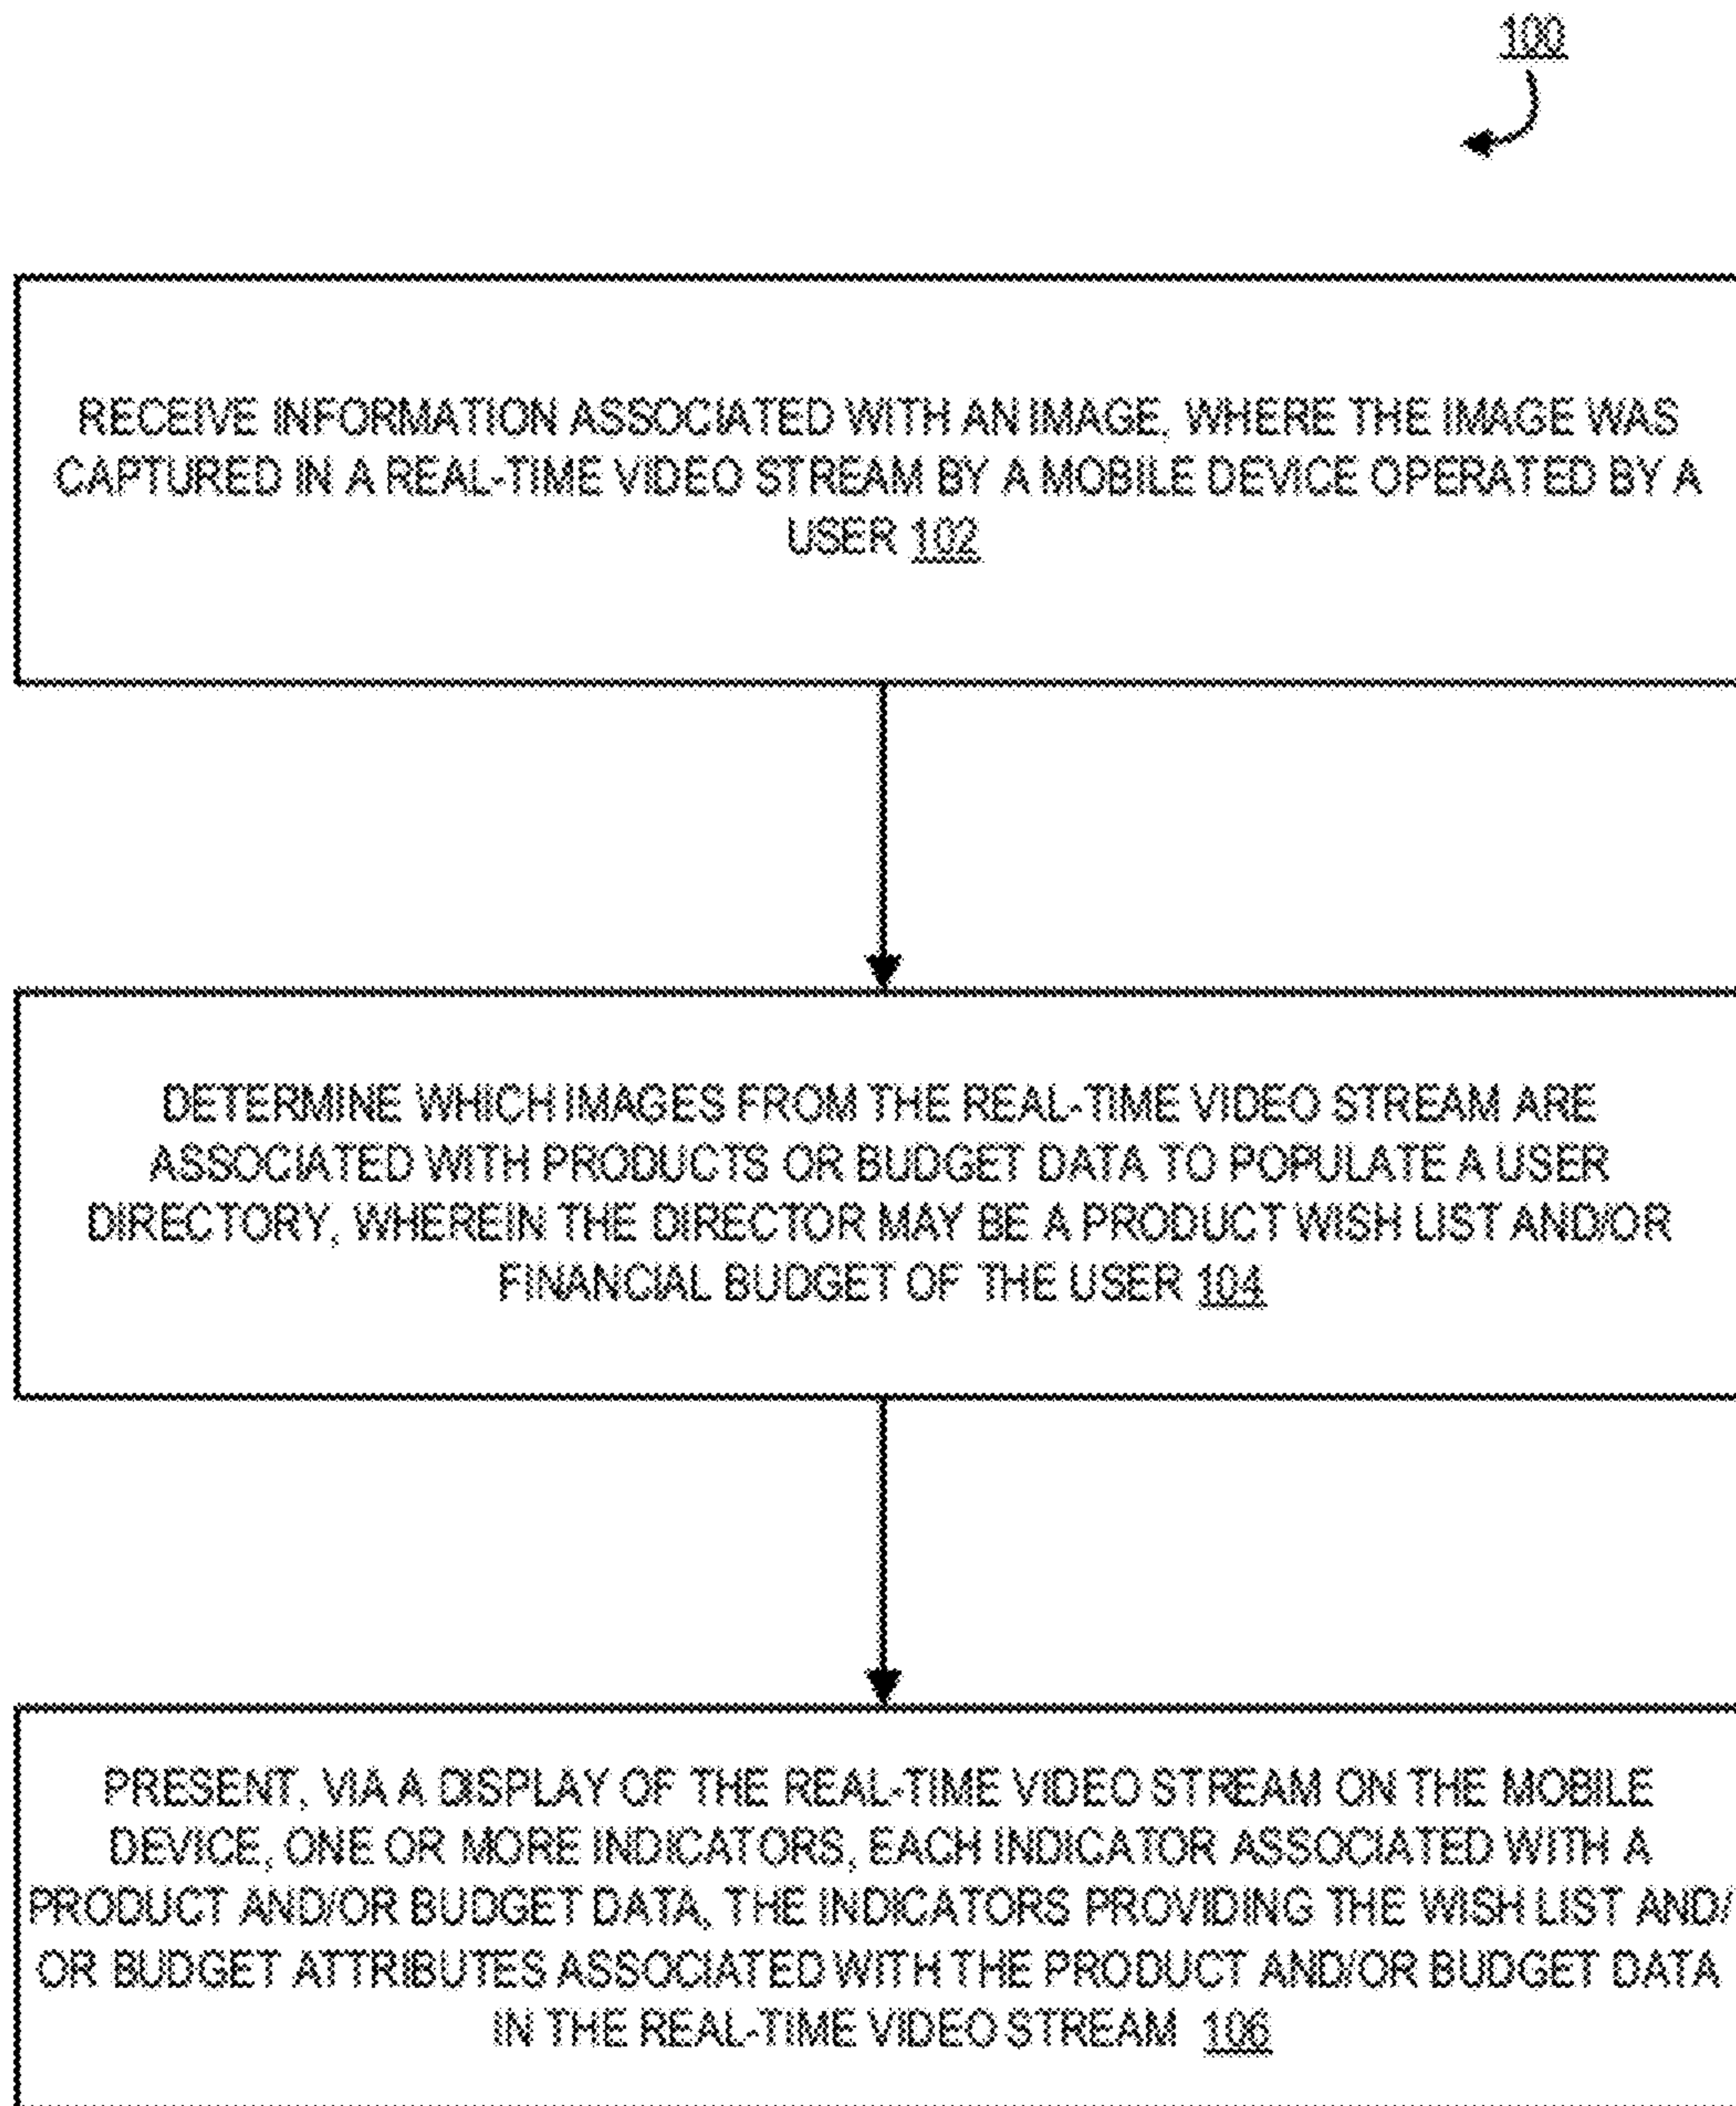 100
RECEIVE INFORMATION ASSOCIATED WITH AN IMAGE, WHERE THE IMAGE WAS
CAPTURED IN A REAL-TIME VIDEO STREAM BY A MOBILE DEVICE OPERATED BY A
USER 102
DETERMINE WHICH IMAGES FROM THE REAL-TIME VIDEO STREAM ARE
ASSOCIATED WITH PRODUCTS OR BUDGET DATA TO POPULATE A USER
DIRECTORY, WHEREIN THE DIRECTOR MAY BE A PRODUCT WISH LIST AND/OR
FINANCIAL BUDGET OF THE USER 104
PRESENT, VIA A DISPLAY OF THE REAL-TIME VIDEO STREAM ON THE MOBILE
DEVICE, ONE OR MORE INDICATORS, EACH INDICATOR ASSOCIATED WITH A
PRODUCT AND/OR BUDGET DATA, THE INDICATORS PROVIDING THE WISH LIST AND/
OR BUDGET ATTRIBUTES ASSOCIATED WITH THE PRODUCT AND/OR BUDGET DATA
IN THE REAL-TIME VIDEO STREAM 106